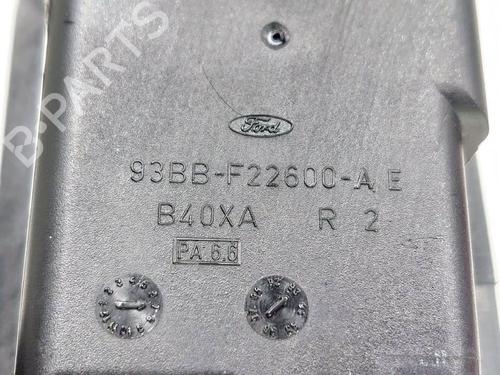 B-PARTS
Ford
93BB-F22600-A E
B40XA R 2
PA 6.6